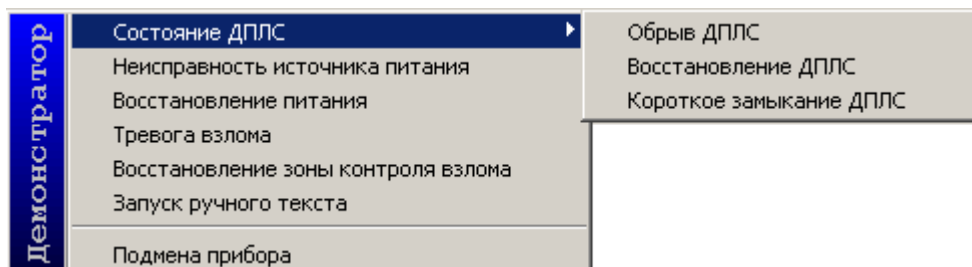 Демонстратор
Состояние ДПЛС
Неисправность источника питания
Восстановление питания
Тревога взлома
Восстановление зоны контроля взлома
Запуск ручного текста
Подмена прибора
Обрыв ДПЛС
Восстановление ДПЛС
Короткое замыкание ДПЛС